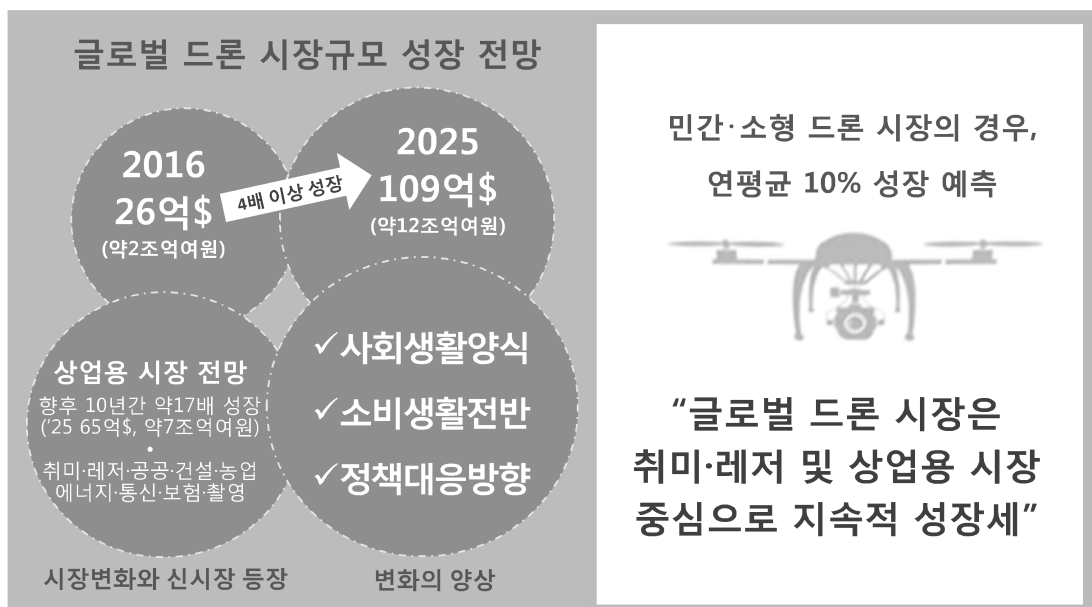 글로벌 드론 시장규모 성장 전망
2016
26억$
(약2조억여원)
4배 이상 성장
2025
109억$
(약12조억여원)
상업용 시장 전망
향후 10년간 약17배 성장
('25 65억$, 약7조억여원)
•
취미·레저·공공·건설·농업
에너지·통신·보험·촬영
시장변화와 신시장 등장
✓사회생활양식
✓소비생활전반
✓정책대응방향
변화의 양상
민간·소형 드론 시장의 경우,
연평균 10% 성장 예측
“글로벌 드론 시장은
취미·레저 및 상업용 시장
중심으로 지속적 성장세”